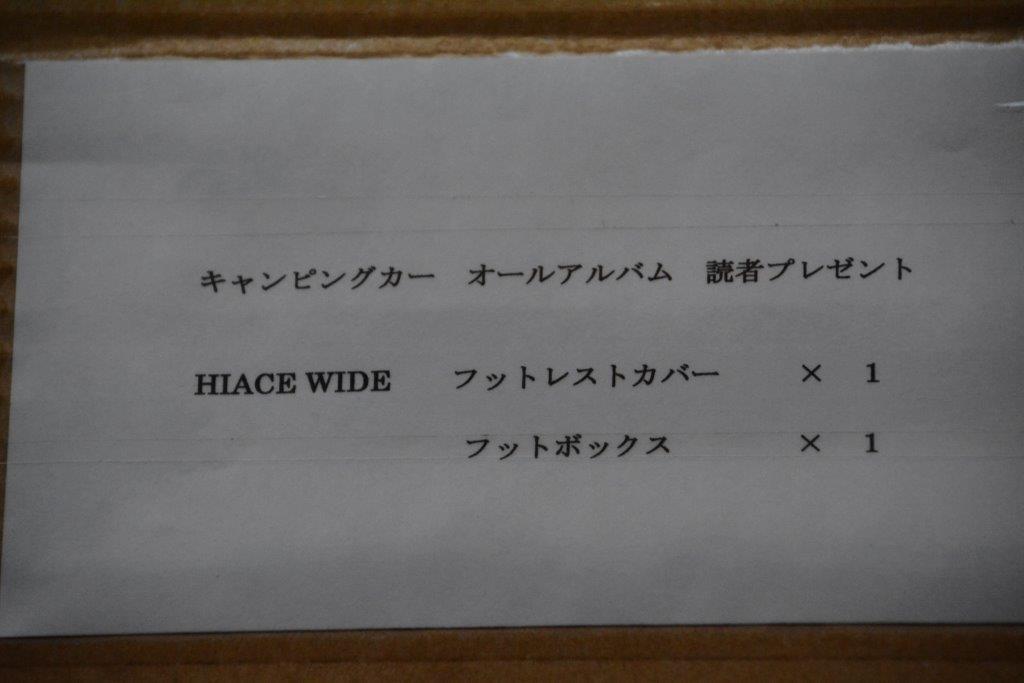 キャンピングカー　オールアルバム　読者プレゼント
HIACE WIDE　フットレストカバー　×　1
フットボックス　×　1